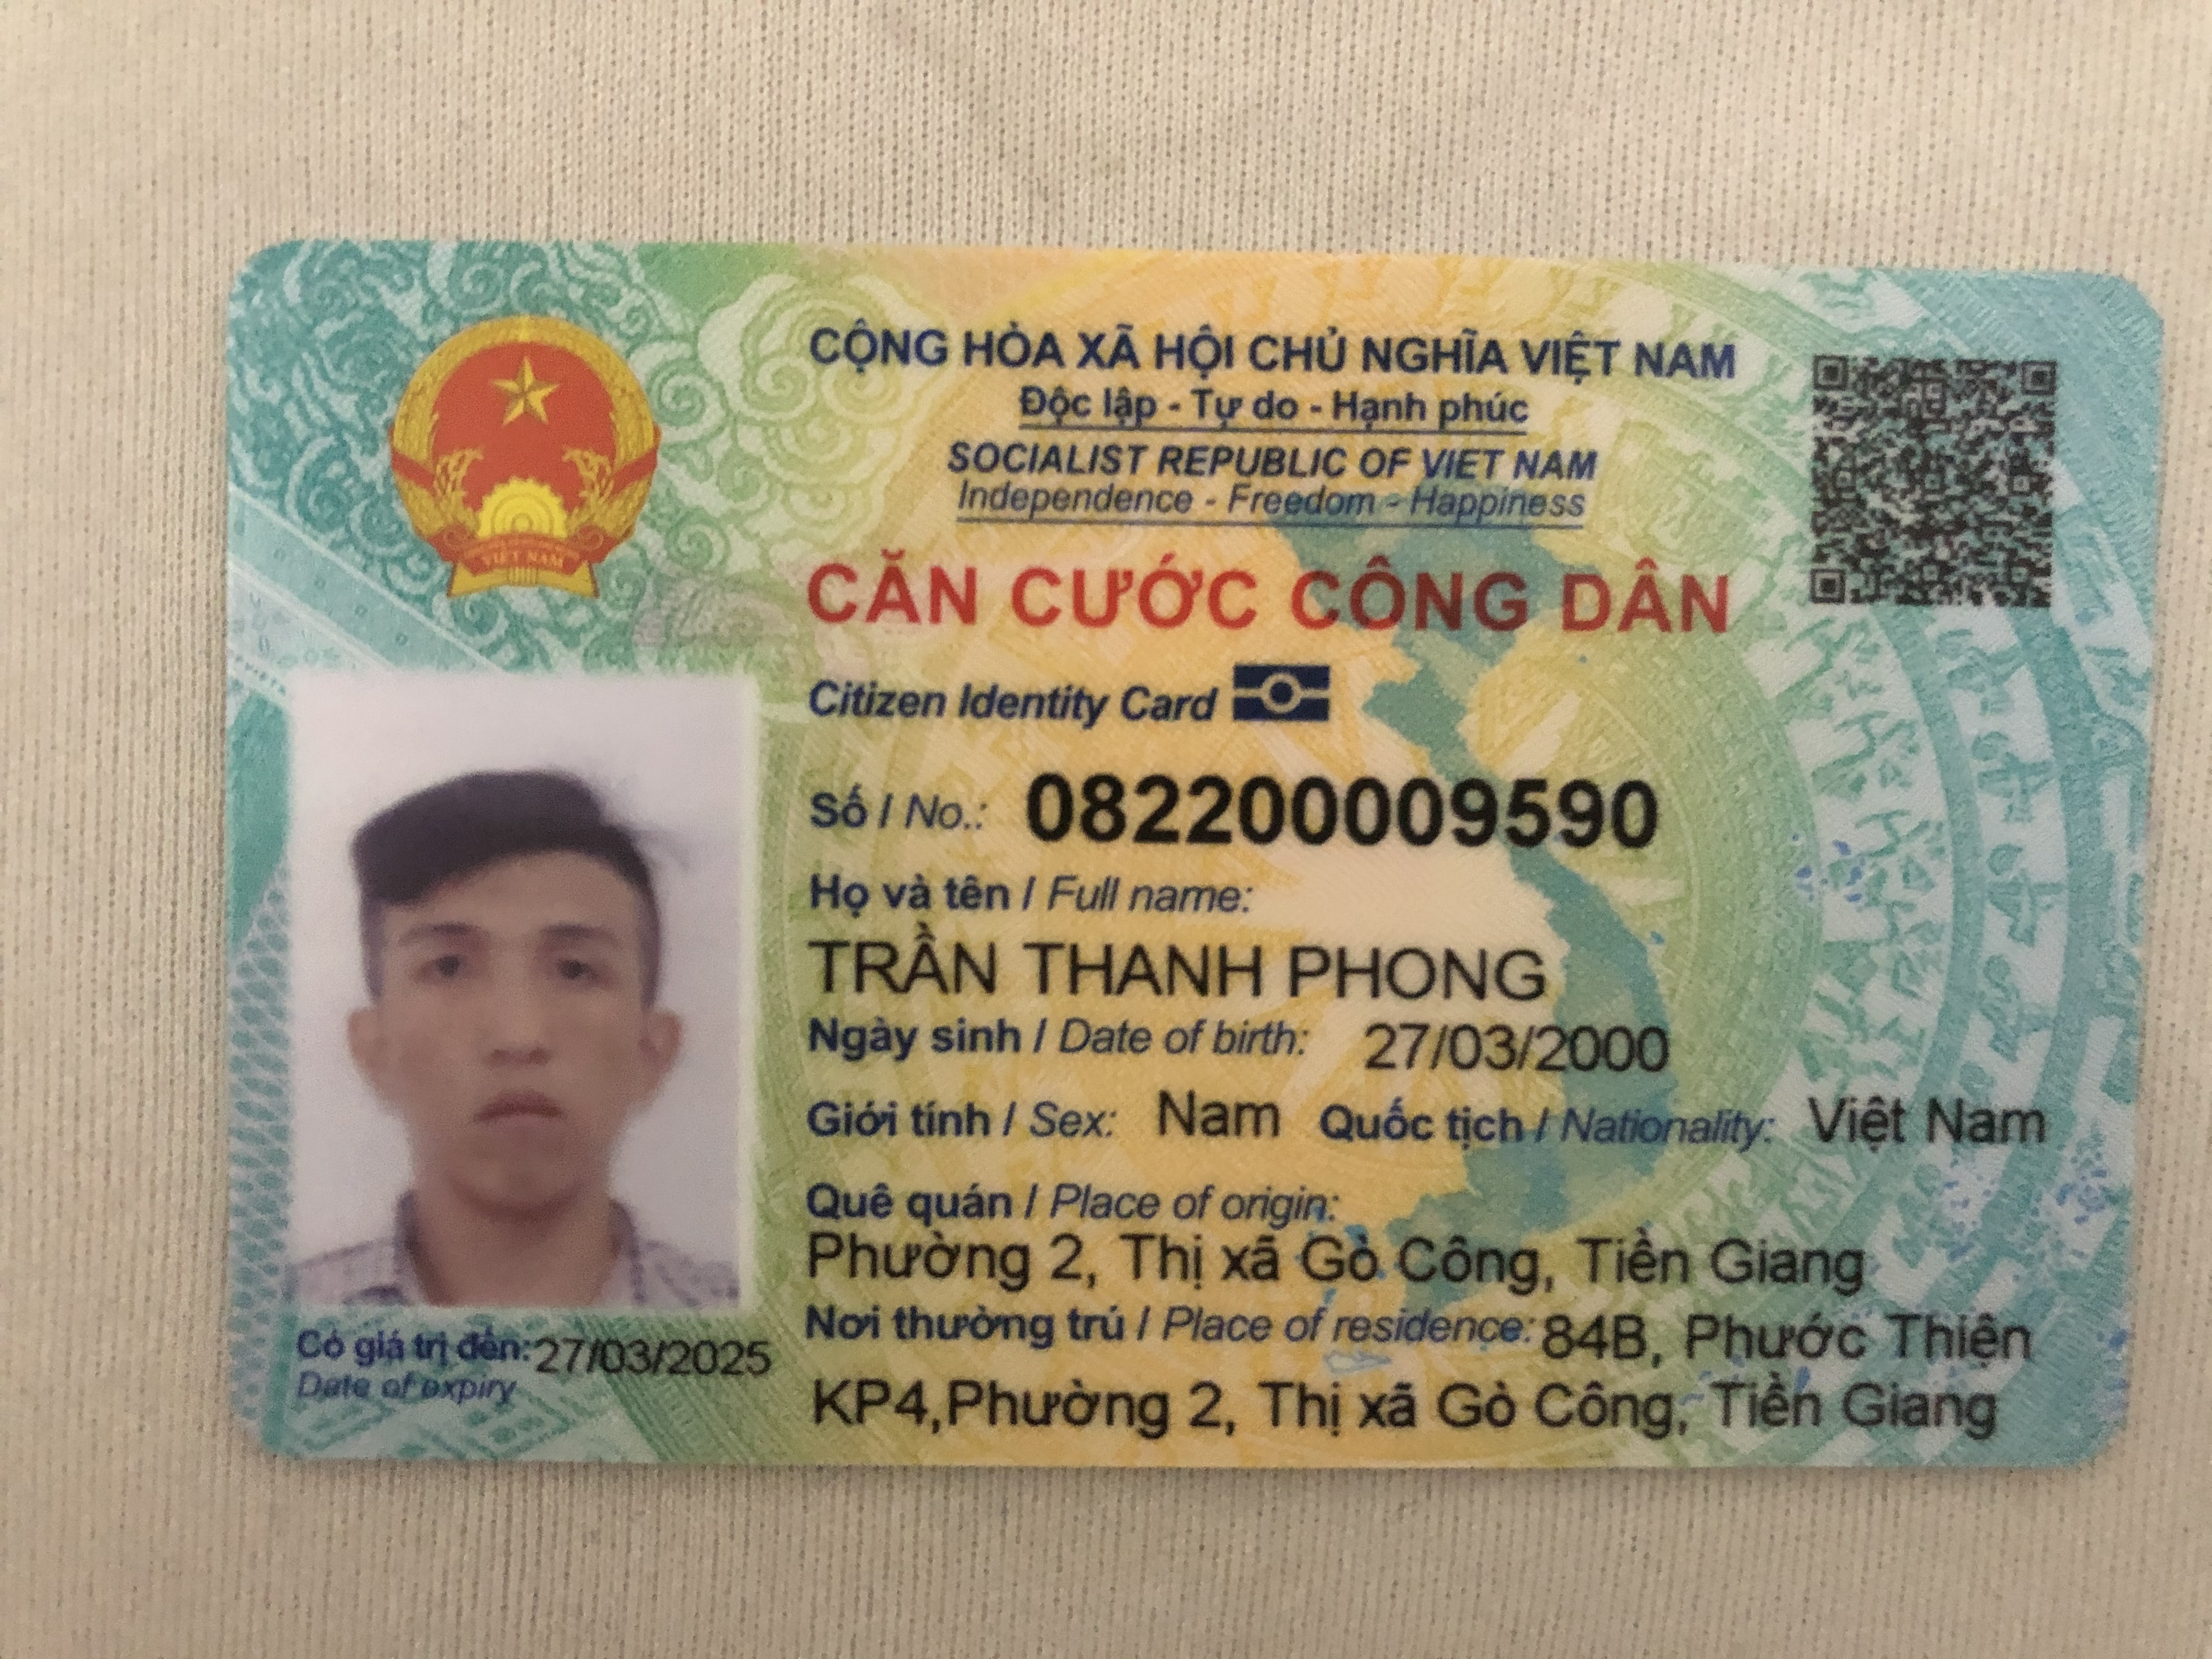 CỘNG HÒA XÃ HỘI CHỦ NGHĨA VIỆT NAM
Độc lập - Tự do - Hạnh phúc
SOCIALIST REPUBLIC OF VIET NAM
Independence - Freedom - Happiness
VIỆT NAM
CĂN CƯỚC CÔNG DÂN
Citizen Identity Card
Số / No.: 082200009590
Họ và tên / Full name:
TRẦN THANH PHONG
Ngày sinh / Date of birth: 27/03/2000
Giới tính / Sex: Nam Quốc tịch / Nationality: Việt Nam
Quê quán / Place of origin:
Phường 2, Thị xã Gò Công, Tiền Giang
Nơi thường trú / Place of residence: 84B, Phước Thiện
KP4,Phường 2, Thị xã Gò Công, Tiền Giang
Có giá trị đến: 27/03/2025
Date of expiry